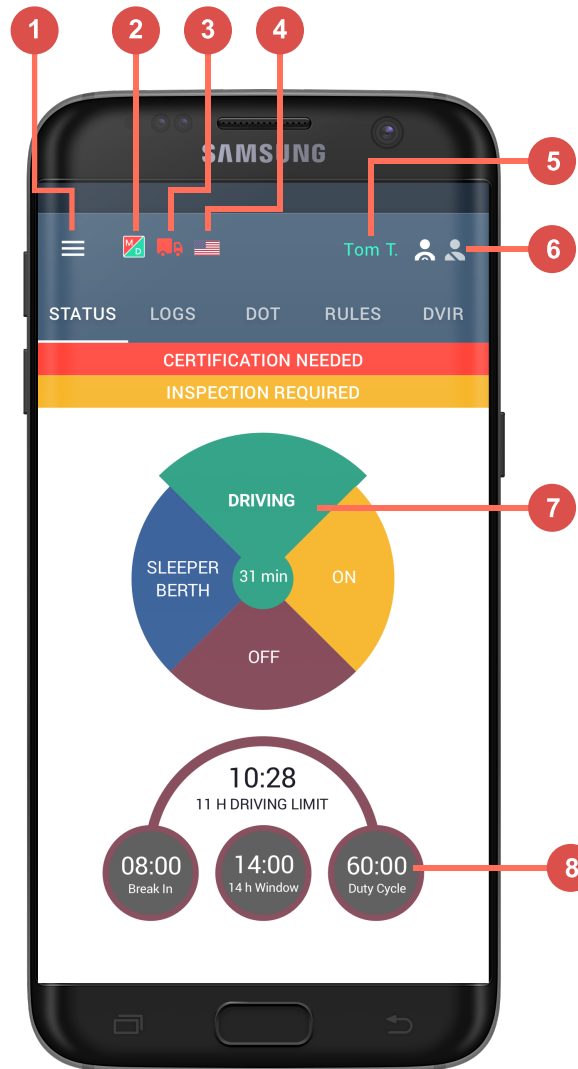 1 2 3 4
SAMSUNG
5
M/D
Tom T.
6
STATUS LOGS DOT RULES DVIR
CERTIFICATION NEEDED
INSPECTION REQUIRED
DRIVING
7
SLEEPER
BERTH
31 min
ON
OFF
10:28
11 H DRIVING LIMIT
08:00 14:00 60:00
8
Break In 14 h Window Duty Cycle